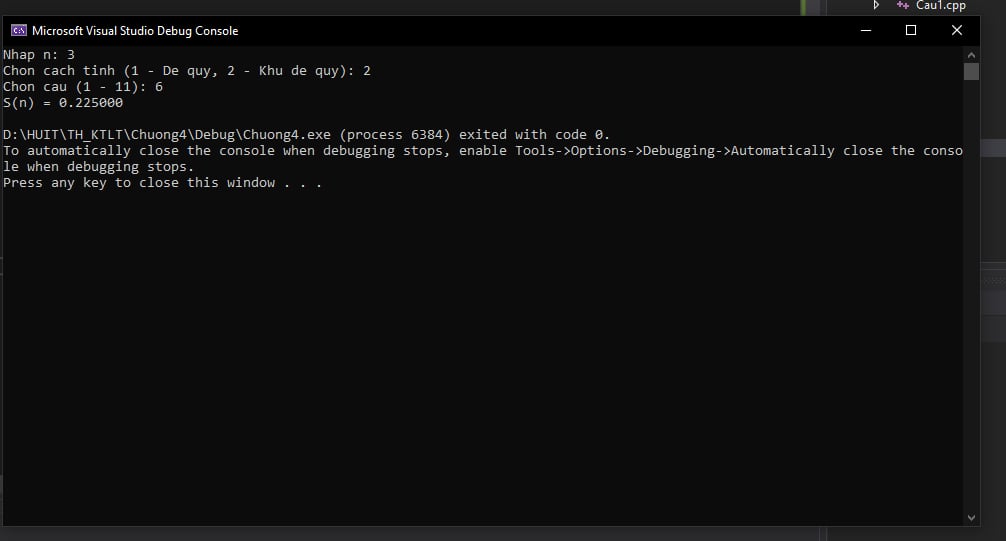 Cau1.cpp
Microsoft Visual Studio Debug Console
Nhap n: 3
Chon cach tinh (1 - De quy, 2 - Khu de quy): 2
Chon cau (1 - 11): 6
S(n) = 0.225000
D:\HUIT\TH_KTLT\Chuong4\Debug\Chuong4.exe (process 6384) exited with code 0.
To automatically close the console when debugging stops, enable Tools->Options->Debugging->Automatically close the conso
le when debugging stops.
Press any key to close this window . . .